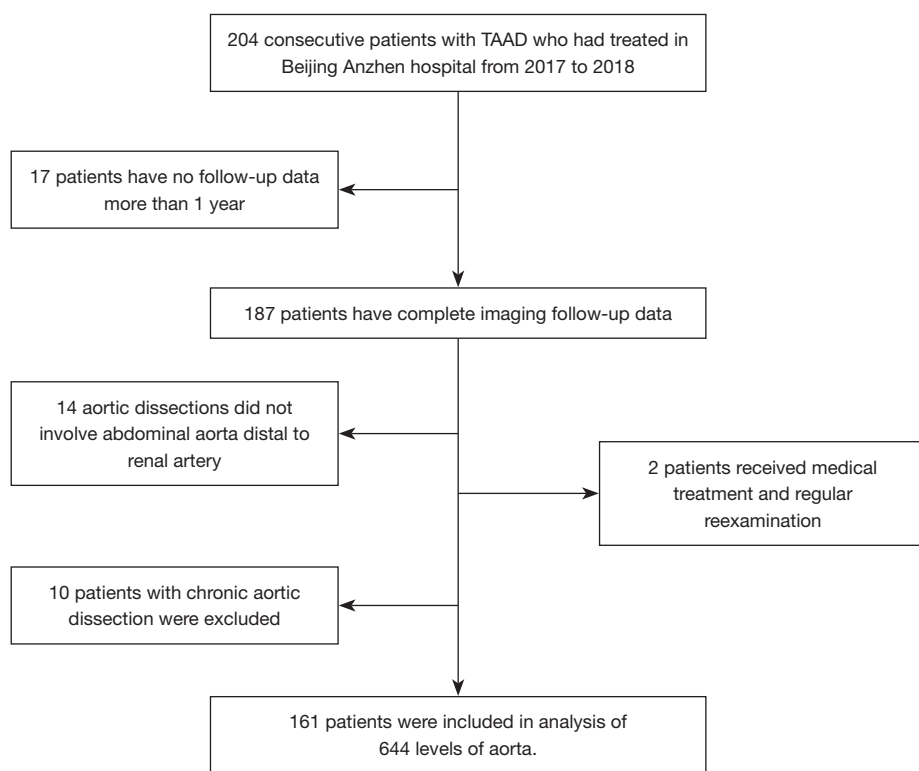 204 consecutive patients with TAAD who had treated in
Beijing Anzhen hospital from 2017 to 2018
17 patients have no follow-up data
more than 1 year
187 patients have complete imaging follow-up data
14 aortic dissections did not
involve abdominal aorta distal to
renal artery
2 patients received medical
treatment and regular
reexamination
10 patients with chronic aortic
dissection were excluded
161 patients were included in analysis of
644 levels of aorta.